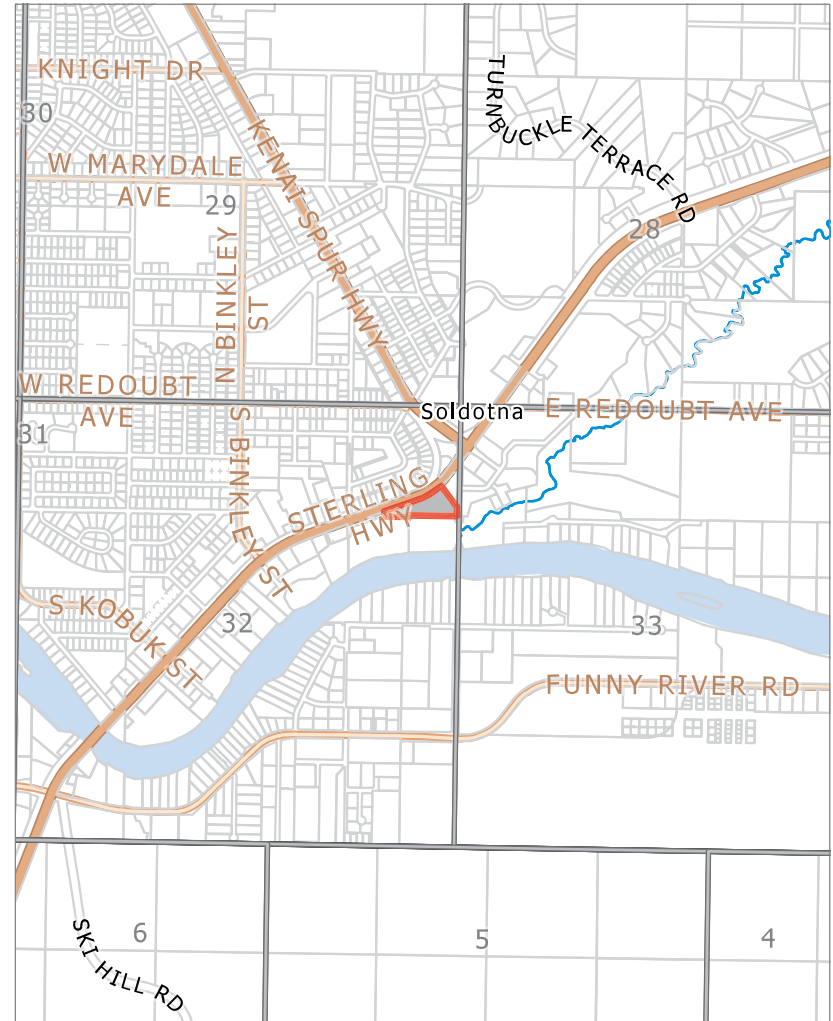 KNIGHT DR
30
W MARYDALE
AVE
29
KENAI SPUR HWY
TURNBUCKLE TERRACE RD
28
N BINKLEY
ST
W REDOUBT
AVE
Soldotna
E REDOUBT AVE
31
S BINKLEY ST
STERLING
HWY
S KOBUK ST
32
33
FUNNY RIVER RD
6
5
4
SKI HILL RD